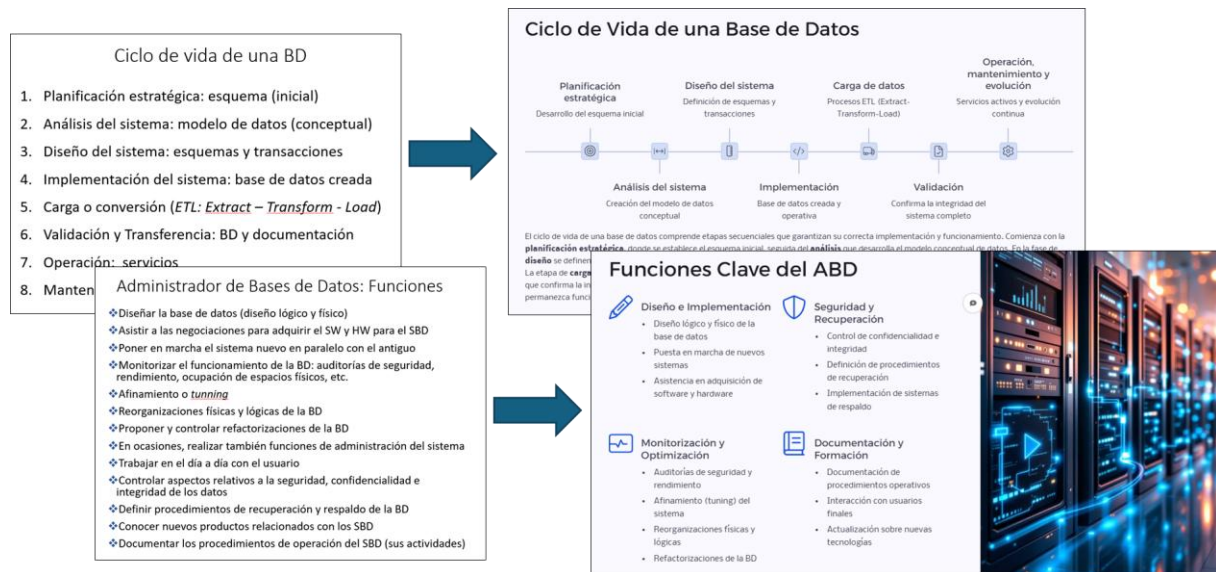 Ciclo de vida de una BD
1. Planificación estratégica: esquema (inicial)
2. Análisis del sistema: modelo de datos (conceptual)
3. Diseño del sistema: esquemas y transacciones
4. Implementación del sistema: base de datos creada
5. Carga o conversión (ETL: Extract – Transform - Load)
6. Validación y Transferencia: BD y documentación
7. Operación: servicios
8. Manten
Administrador de Bases de Datos: Funciones
❖Diseñar la base de datos (diseño lógico y físico)
❖Asistir a las negociaciones para adquirir el SW y HW para el SBD
❖Poner en marcha el sistema nuevo en paralelo con el antiguo
❖Monitorizar el funcionamiento de la BD: auditorías de seguridad,
rendimiento, ocupación de espacios físicos, etc.
❖Afinamiento o tunning
❖Reorganizaciones físicas y lógicas de la BD
❖Proponer y controlar refactorizaciones de la BD
❖En ocasiones, realizar también funciones de administración del sistema
❖Trabajar en el día a día con el usuario
❖Controlar aspectos relativos a la seguridad, confidencialidad e
integridad de los datos
❖Definir procedimientos de recuperación y respaldo de la BD
❖Conocer nuevos productos relacionados con los SBD
❖Documentar los procedimientos de operación del SBD (sus actividades)
Ciclo de Vida de una Base de Datos
Planificación
estratégica
Desarrollo del esquema inicial
Diseño del sistema
Definición de esquemas y
transacciones
Carga de datos
Procesos ETL (Extract-
Transform-Load)
Operación,
mantenimiento y
evolución
Servicios activos y evolución
continua
Análisis del sistema
Creación del modelo de datos
conceptual
Implementación
Base de datos creada y
operativa
Validación
Confirma la integridad del
sistema completo
El ciclo de vida de una base de datos comprende etapas secuenciales que garantizan su correcta implementación y funcionamiento. Comienza con la
planificación estratégica, donde se establece el esquema inicial, seguida del análisis que desarrolla el modelo conceptual de datos. En la fase de
diseño se definen
La etapa de carga
que confirma la in
permanezca funci
Funciones Clave del ABD
Diseño e Implementación
• Diseño lógico y físico de la
base de datos
• Puesta en marcha de nuevos
sistemas
• Asistencia en adquisición de
software y hardware
Seguridad y
Recuperación
• Control de confidencialidad e
integridad
• Definición de procedimientos
de recuperación
• Implementación de sistemas
de respaldo
Monitorización y
Optimización
• Auditorías de seguridad y
rendimiento
• Afinamiento (tuning) del
sistema
• Reorganizaciones físicas y
lógicas
• Refactorizaciones de la BD
Documentación y
Formación
• Documentación de
procedimientos operativos
• Interacción con usuarios
finales
• Actualización sobre nuevas
tecnologías